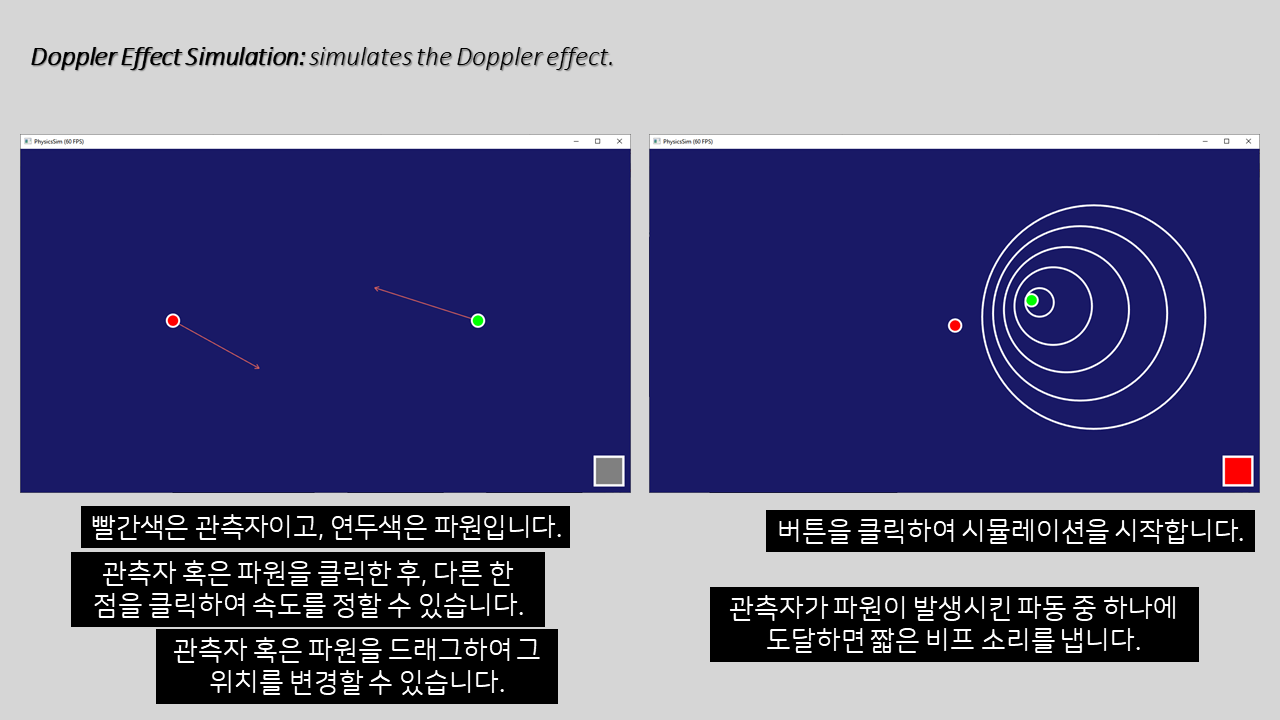 Doppler Effect Simulation: simulates the Doppler effect.
PhysicsSim (60 FPS)
PhysicsSim (60 FPS)
빨간색은 관측자이고, 연두색은 파원입니다.
관측자 혹은 파원을 클릭한 후, 다른 한
점을 클릭하여 속도를 정할 수 있습니다.
관측자 혹은 파원을 드래그하여 그
위치를 변경할 수 있습니다.
버튼을 클릭하여 시뮬레이션을 시작합니다.
관측자가 파원이 발생시킨 파동 중 하나에
도달하면 짧은 비프 소리를 냅니다.